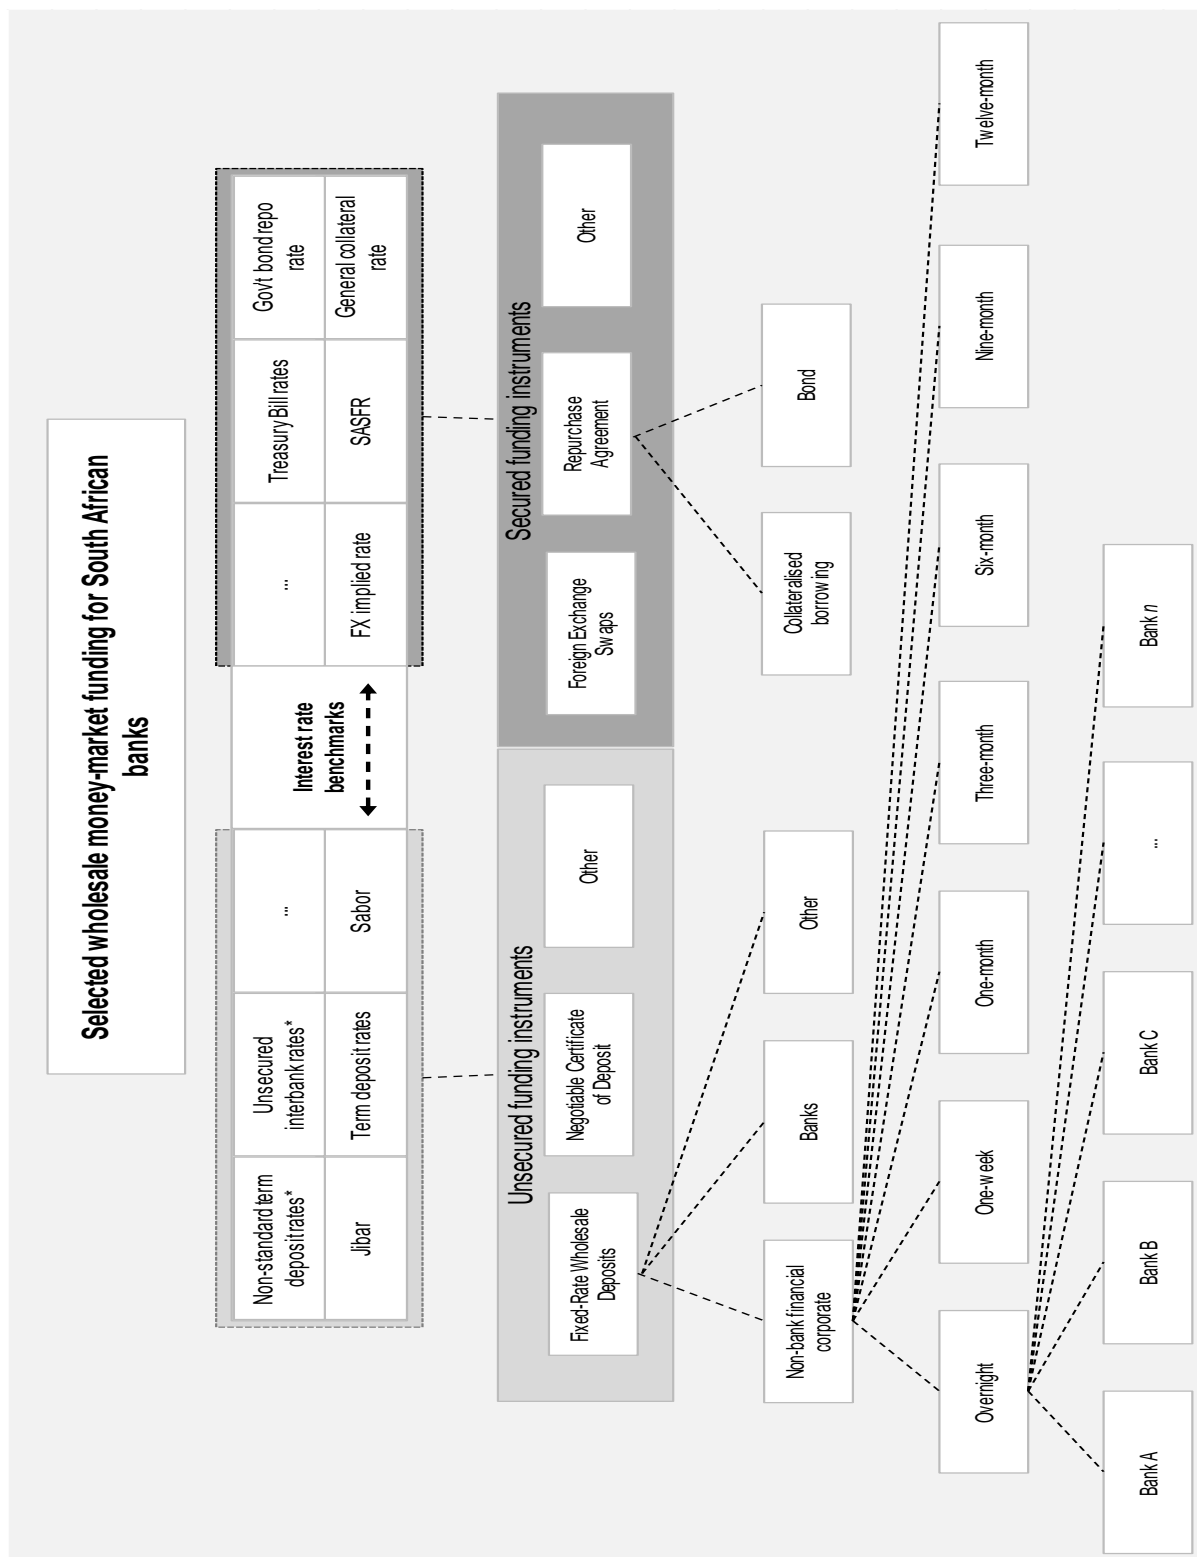 Selected wholesale money-market funding for South African
banks
Non-standard term
deposit rates*
Unsecured
interbank rates*
...
Interest rate
benchmarks
...
Treasury Bill rates
Gov't bond repo
rate
Jibar
Term deposit rates
Sabor
FX implied rate
SASFR
General collateral
rate
Unsecured funding instruments
Secured funding instruments
Fixed-Rate Wholesale
Deposits
Negotiable Certificate
of Deposit
Other
Foreign Exchange
Swaps
Repurchase
Agreement
Other
Non-bank financial
corporate
Banks
Other
Collateralised
borrowing
Bond
Overnight
One-week
One-month
Three-month
Six-month
Nine-month
Twelve-month
Bank A
Bank B
Bank C
...
Bank n